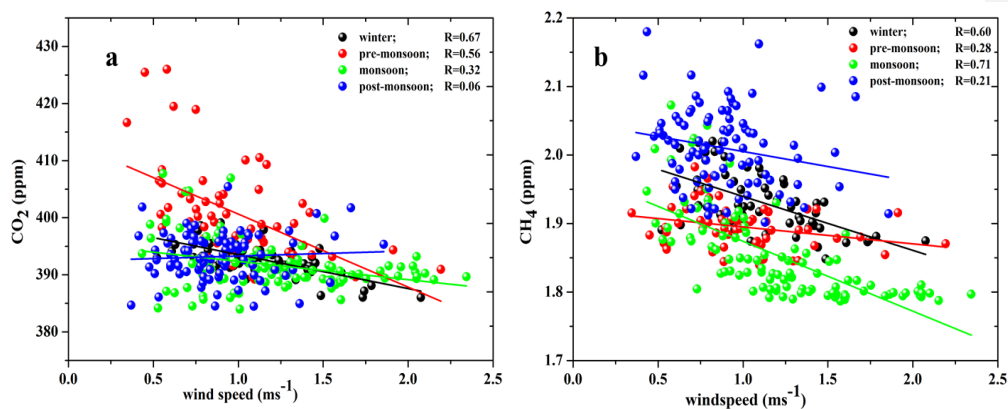 a
winter; R=0.67
pre-monsoon; R=0.56
monsoon; R=0.32
post-monsoon; R=0.06
CO2 (ppm)
430
420
410
400
390
380
0.0 0.5 1.0 1.5 2.0 2.5
wind speed (ms-1)
b
winter; R=0.60
pre-monsoon; R=0.28
monsoon; R=0.71
post-monsoon; R=0.21
CH4 (ppm)
2.2
2.1
2.0
1.9
1.8
1.7
0.0 0.5 1.0 1.5 2.0 2.5
windspeed (ms-1)